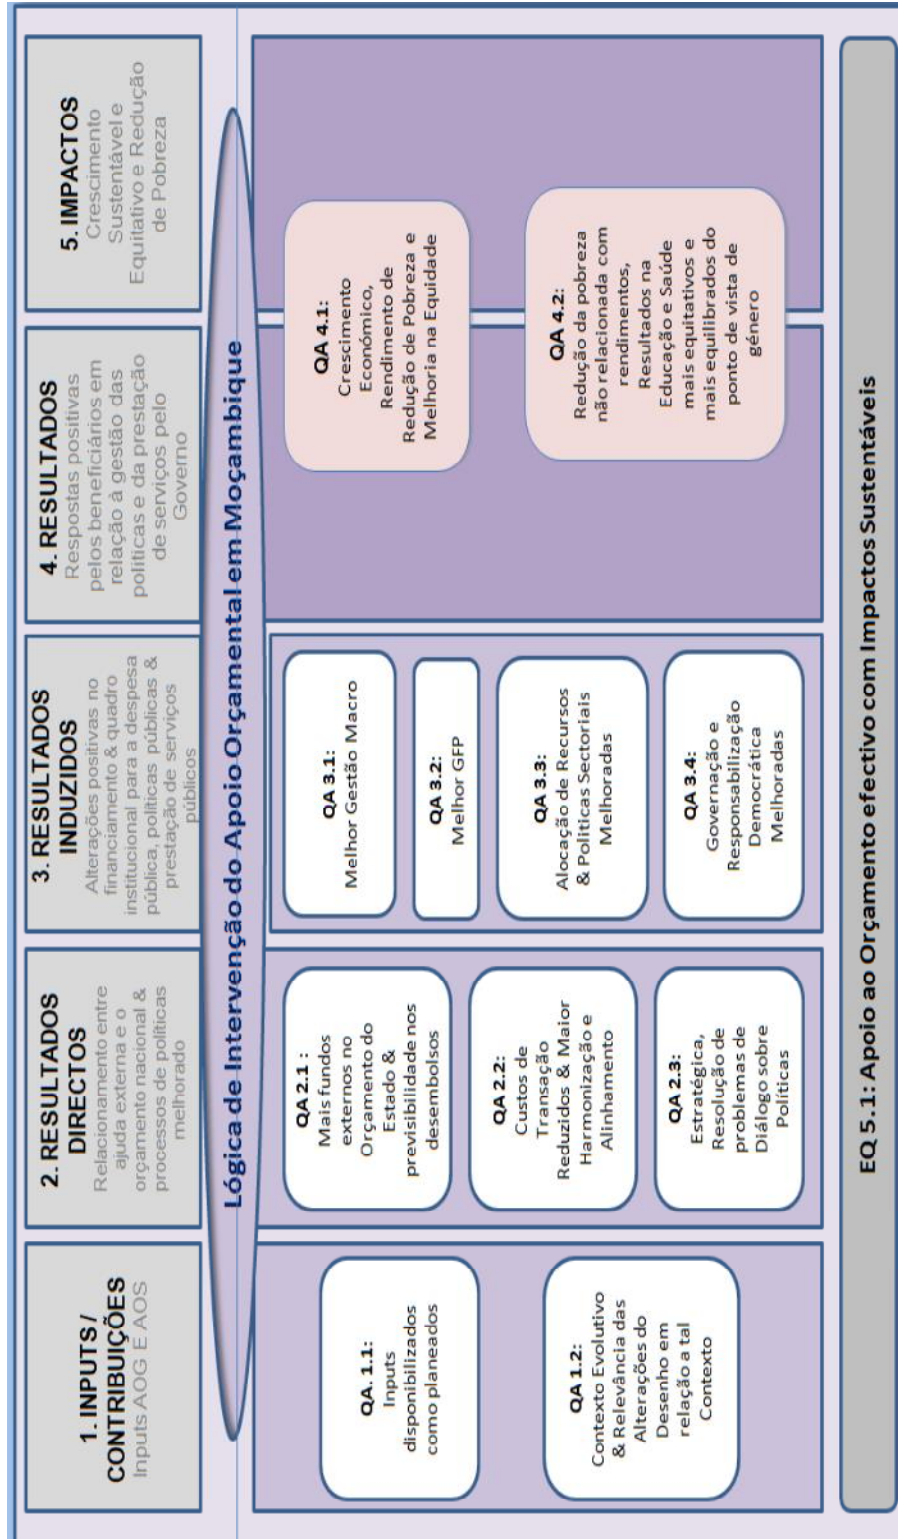 1. INPUTS /
CONTRIBUIÇÕES
Inputs AOG E AOS
2. RESULTADOS
DIRECTOS
Relacionamento entre
ajuda externa e o
orçamento nacional &
processos de políticas
melhorado
3. RESULTADOS
INDUZIDOS
Alterações positivas no
financiamento & quadro
institucional para a despesa
pública, políticas públicas &
prestação de serviços
públicos
4. RESULTADOS
Respostas positivas
pelos beneficiários em
relação à gestão das
políticas e da prestação
de serviços pelo
Governo
5. IMPACTOS
Crescimento
Sustentável e
Equitativo e Redução
de Pobreza
Lógica de Intervenção do Apoio Orçamental em Moçambique
QA. 1.1:
Inputs
disponibilizados
como planeados
QA 1.2:
Contexto Evolutivo
& Relevância das
Alterações do
Desenho em
relação a tal
Contexto
QA 2.1 :
Mais fundos
externos no
Orçamento do
Estado &
previsibilidade nos
desembolsos
QA 2.2:
Custos de
Transação
Reduzidos & Maior
Harmonização e
Alinhamento
QA 2.3:
Estratégica,
Resolução de
problemas de
Diálogo sobre
Políticas
QA 3.1:
Melhor Gestão Macro
QA 3.2:
Melhor GFP
QA 3.3:
Alocação de Recursos
& Políticas Sectoriais
Melhoradas
QA 3.4:
Governação e
Responsabilização
Democrática
Melhoradas
QA 4.1:
Crescimento
Económico,
Rendimento de
Redução de Pobreza e
Melhoria na Equidade
QA 4.2:
Redução da pobreza
não relacionada com
rendimentos,
Resultados na
Educação e Saúde
mais equitativos e
mais equilibrados do
ponto de vista de
género
EQ 5.1: Apoio ao Orçamento efectivo com Impactos Sustentáveis